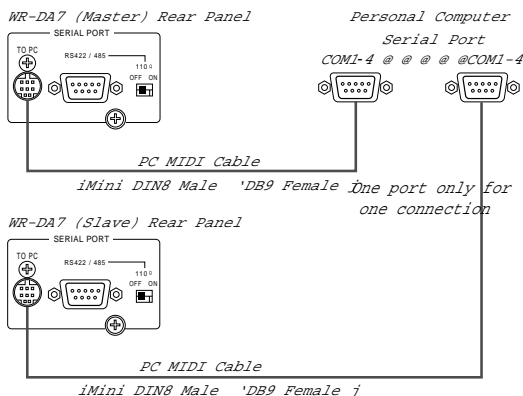 WR-DA7 (Master) Rear Panel
Personal Computer
Serial Port
COM1-4 @ @ @ @ @COM1-4
SERIAL PORT
TO PC
RS422 / 485
110Ω
OFF ON
PC MIDI Cable
iMini DIN8 Male 'DB9 Female j
One port only for
one connection
WR-DA7 (Slave) Rear Panel
SERIAL PORT
TO PC
RS422 / 485
110Ω
OFF ON
PC MIDI Cable
iMini DIN8 Male 'DB9 Female j